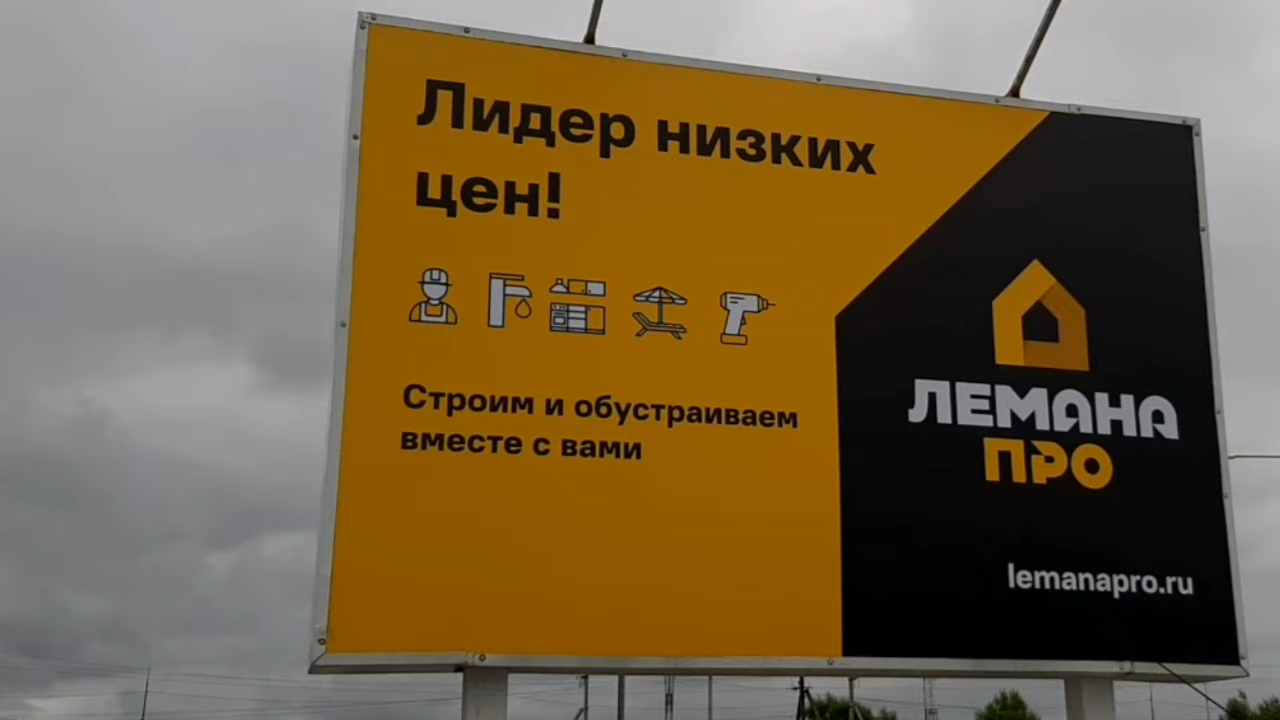 Лидер низких
цен!
Строим и обустраиваем
вместе с вами
ЛЕМАНА
ПРО
lemanapro.ru